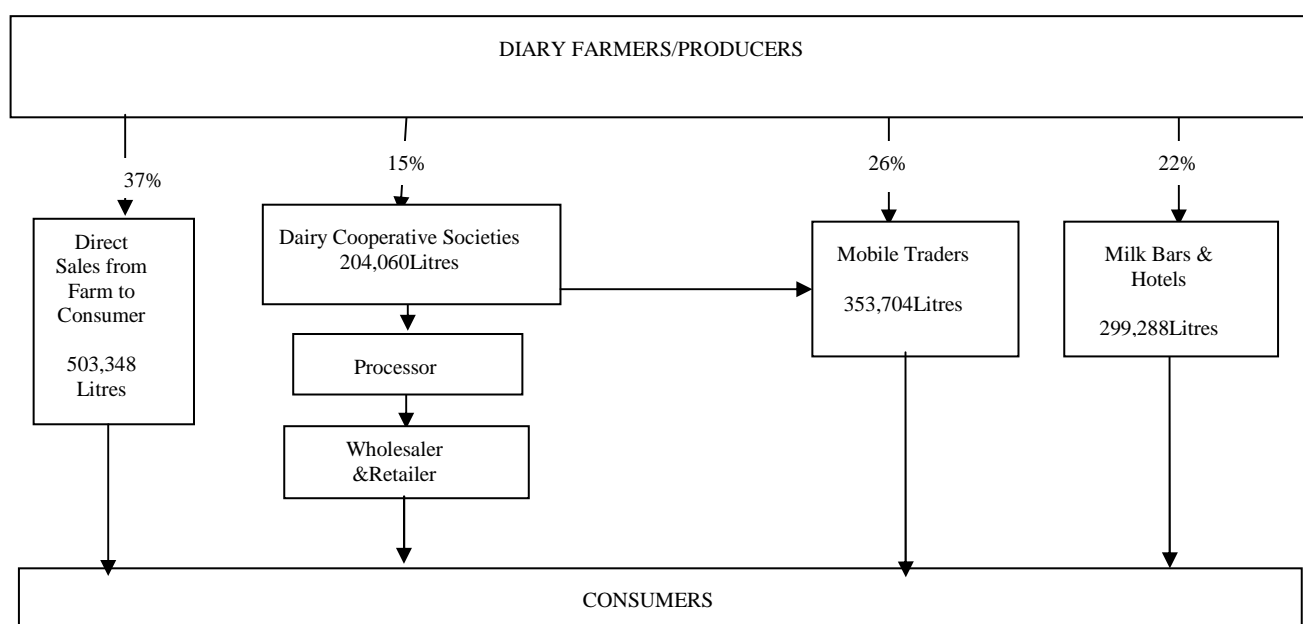 DIARY FARMERS/PRODUCERS
37%
15%
26%
22%
Direct
Sales from
Farm to
Consumer
503,348
Litres
Dairy Cooperative Societies
204,060Litres
Processor
Wholesaler
&Retailer
Mobile Traders
353,704Litres
Milk Bars &
Hotels
299,288Litres
CONSUMERS